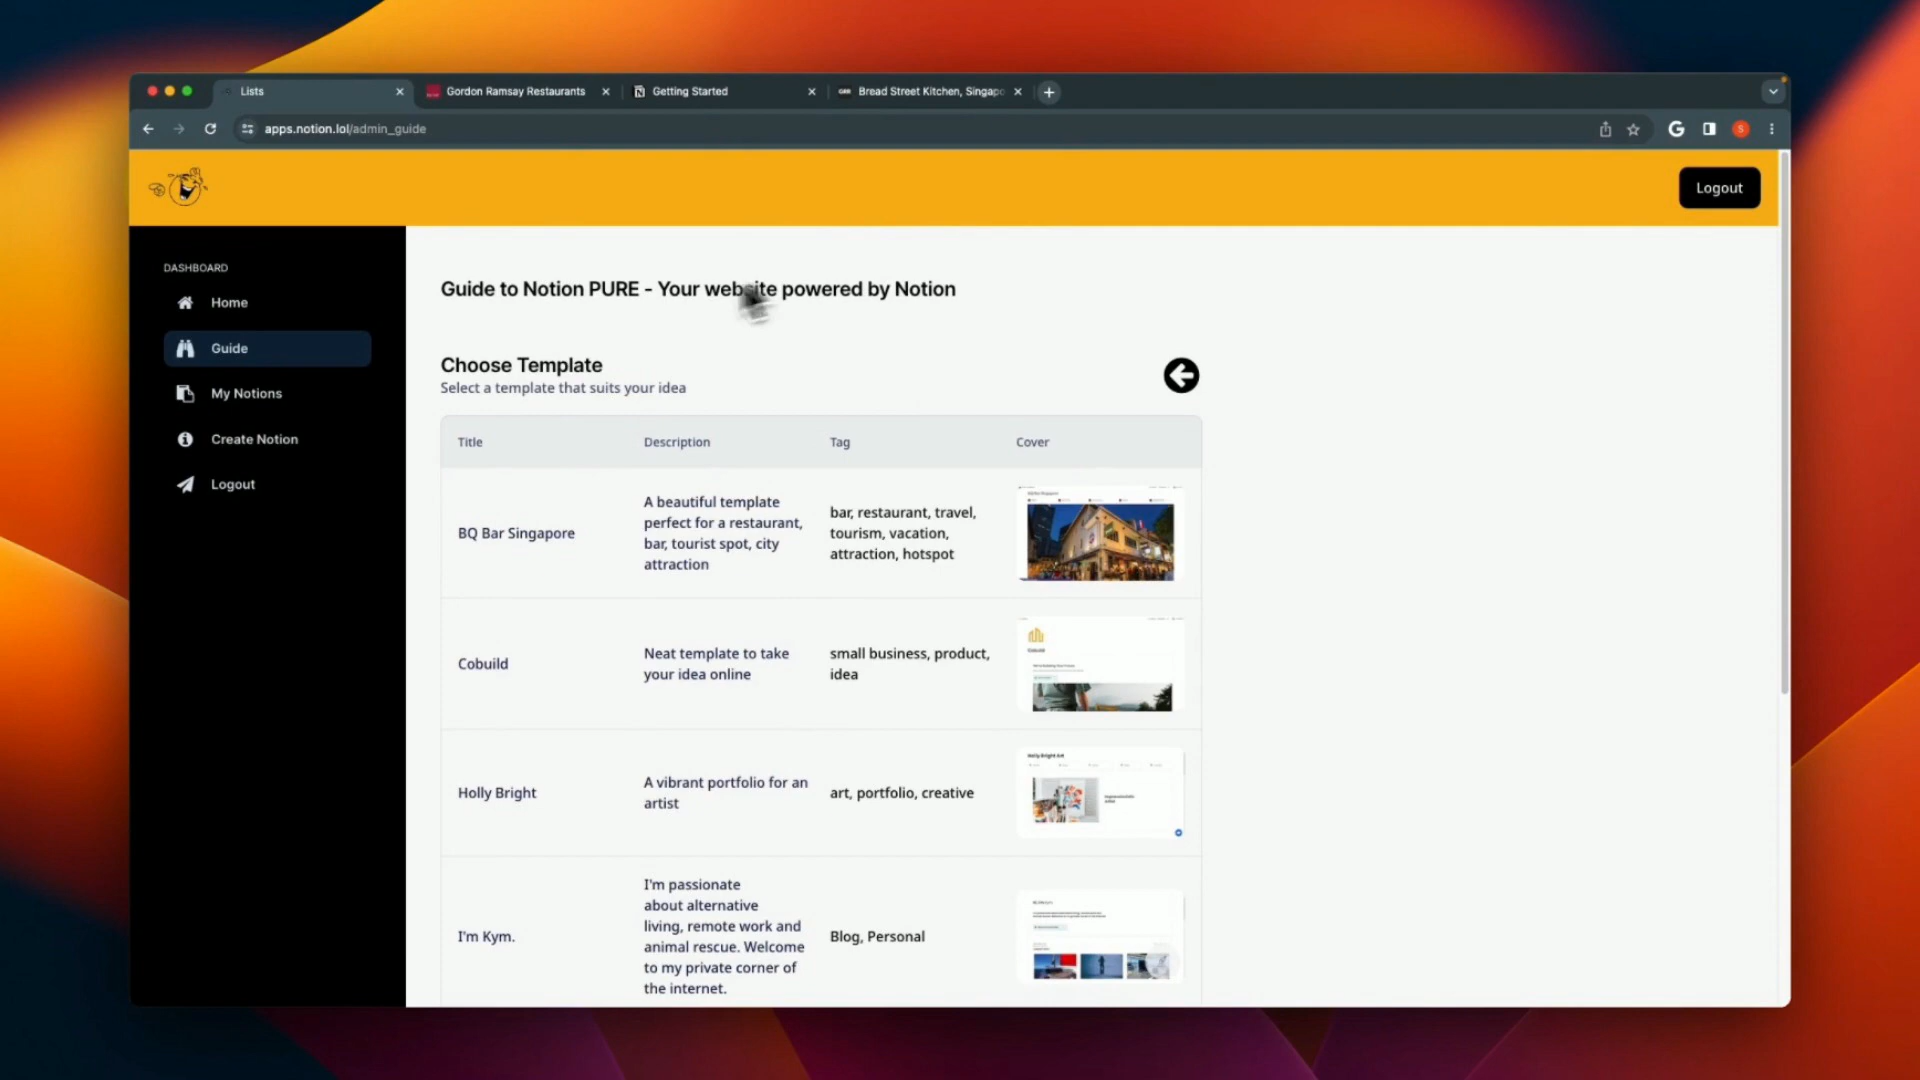 Lists
Gordon Ramsay Restaurants
Getting Started
Bread Street Kitchen, Singapo
apps.notion.lol/admin_guide
Logout
DASHBOARD
Home
Guide
My Notions
Create Notion
Logout
Guide to Notion PURE - Your website powered by Notion
Choose Template
Select a template that suits your idea
Title Description Tag Cover
BQ Bar Singapore
A beautiful template
perfect for a restaurant,
bar, tourist spot, city
attraction
bar, restaurant, travel,
tourism, vacation,
attraction, hotspot
Cobuild
Neat template to take
your idea online
small business, product,
idea
Cobuild
Holly Bright
A vibrant portfolio for an
artist
art, portfolio, creative
Holly Bright Art
I'm Kym.
I'm passionate
about alternative
living, remote work and
animal rescue. Welcome
to my private corner of
the internet.
Blog, Personal